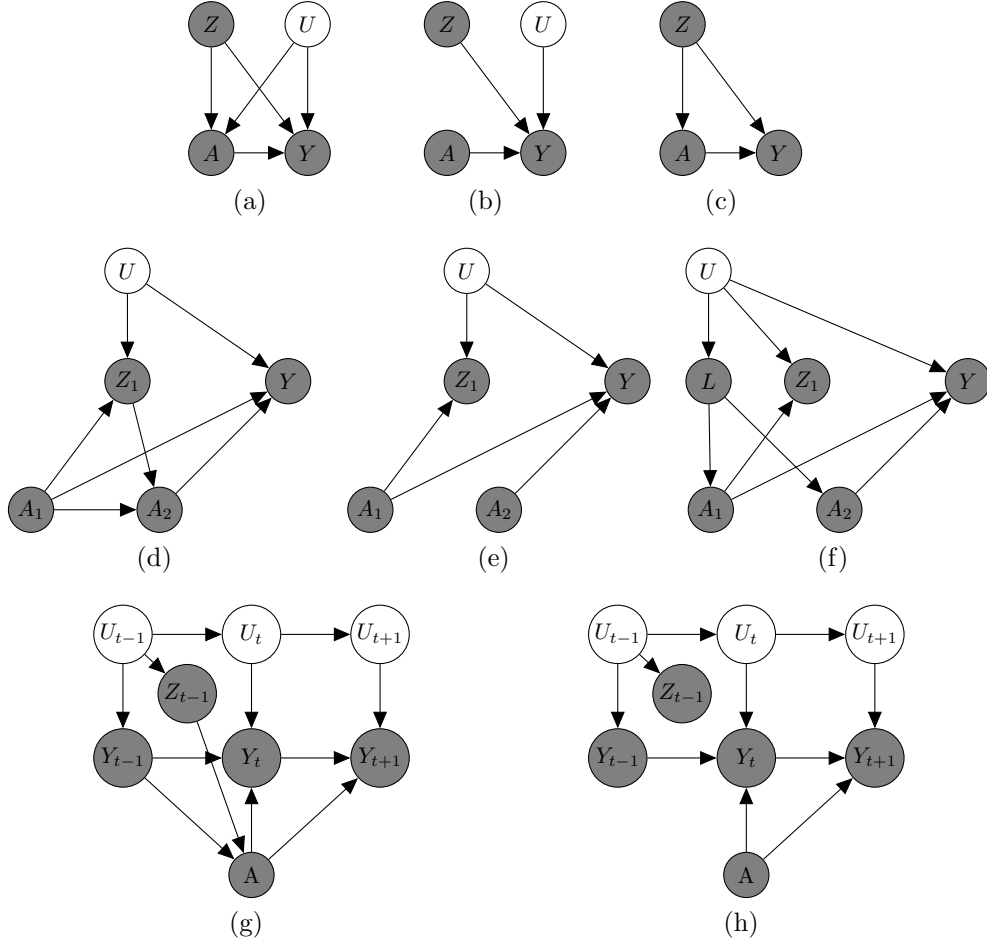 Z U Z U Z
A Y A Y A Y
(a) (b) (c)
U U U
Z₁ Y Z₁ Y L Z₁ Y
A₁ A₂ A₁ A₂ A₁ A₂
(d) (e) (f)
Uₜ₋₁ Uₜ Uₜ₊₁ Uₜ₋₁ Uₜ Uₜ₊₁
Zₜ₋₁ Zₜ₋₁
Yₜ₋₁ Yₜ Yₜ₊₁ Yₜ₋₁ Yₜ Yₜ₊₁
A A
(g) (h)